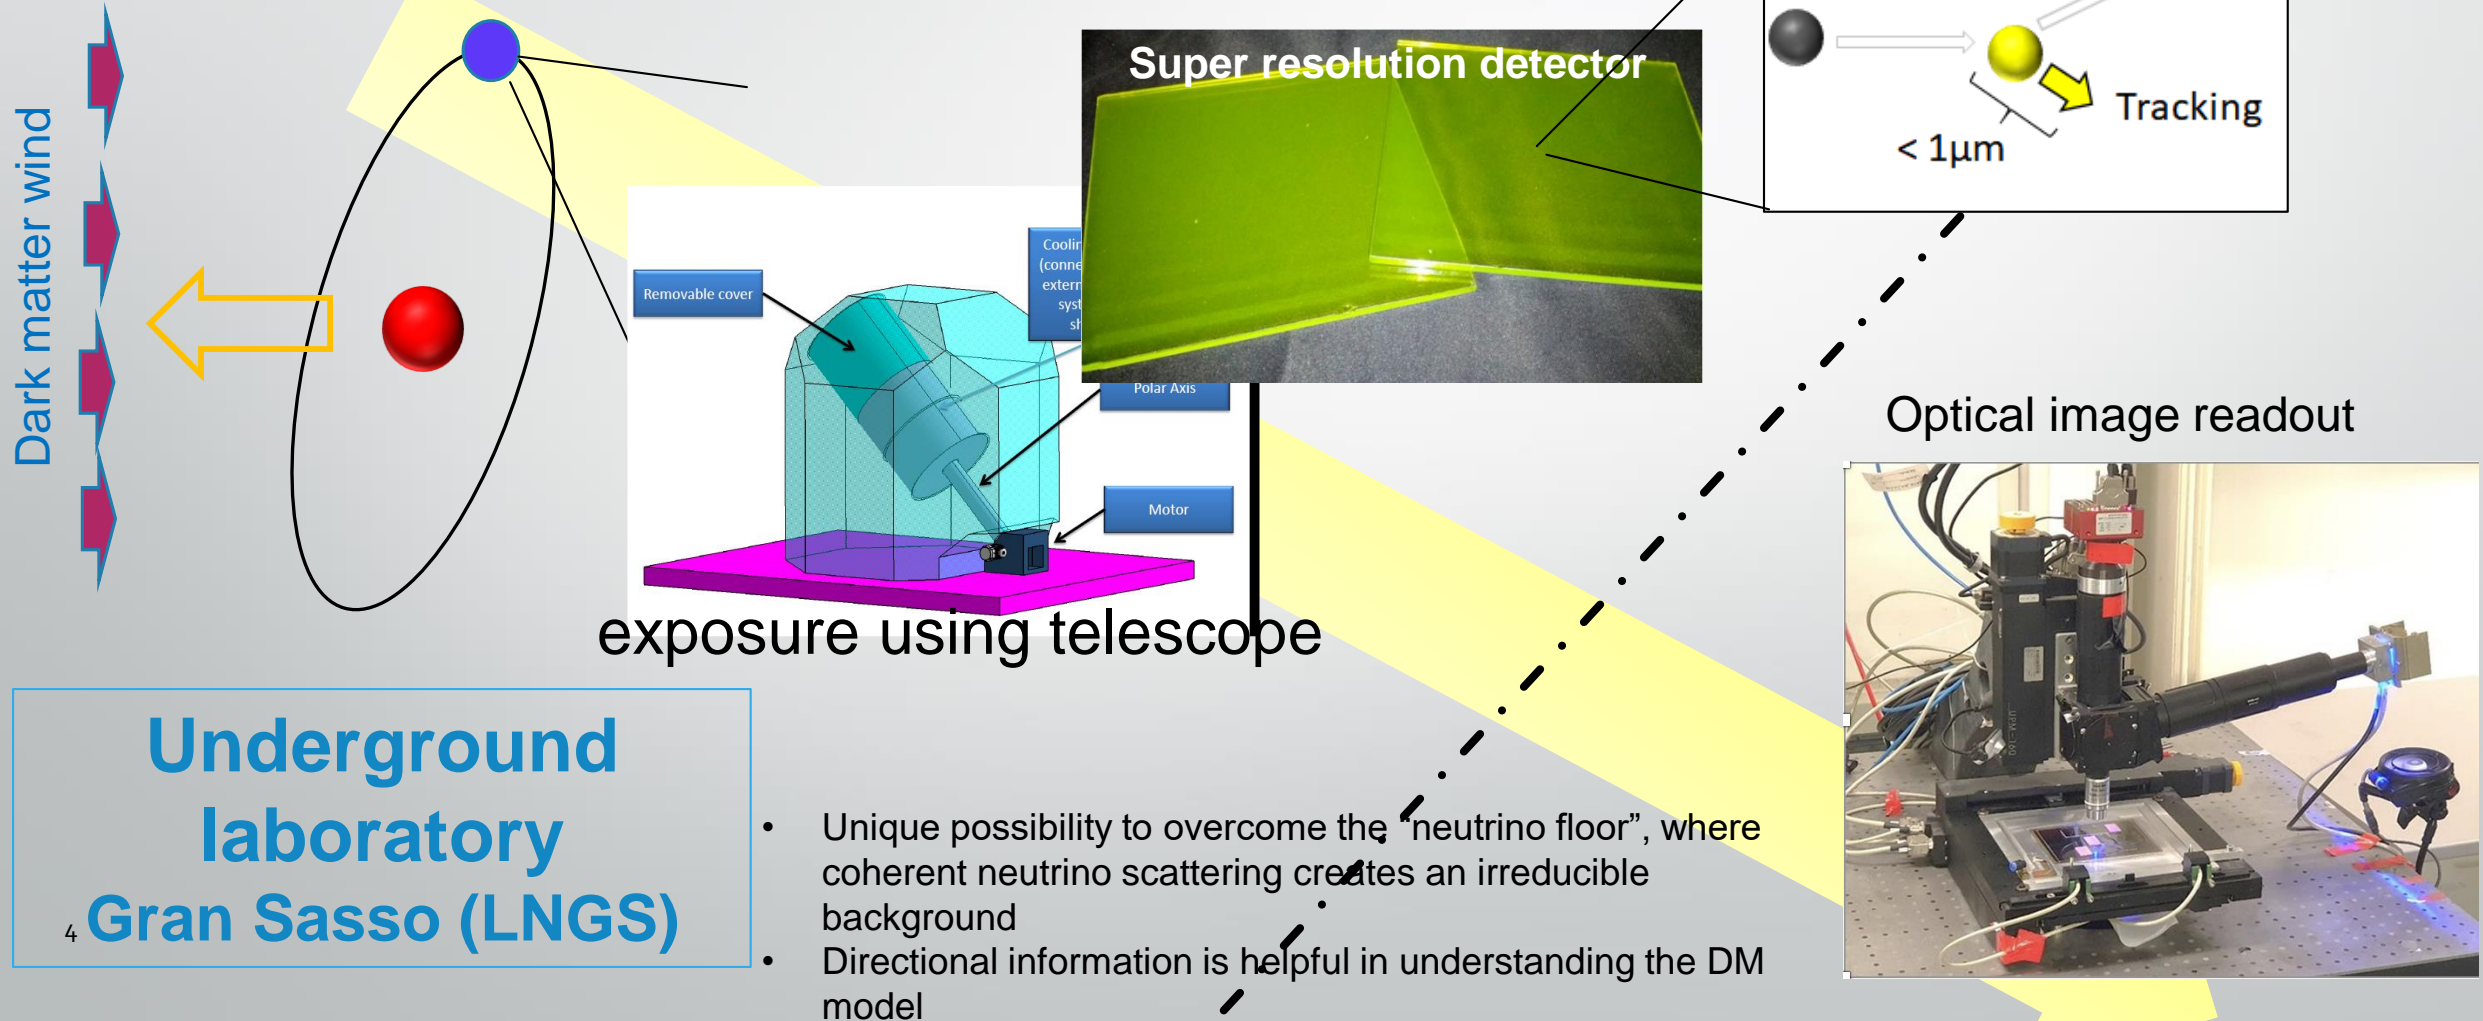 Dark matter wind
Super resolution detector
Tracking
< 1µm
Removable cover
Polar Axis
Motor
exposure using telescope
Optical image readout
Underground
laboratory
Gran Sasso (LNGS)
4
• Unique possibility to overcome the “neutrino floor”, where
coherent neutrino scattering creates an irreducible
background
• Directional information is helpful in understanding the DM
model